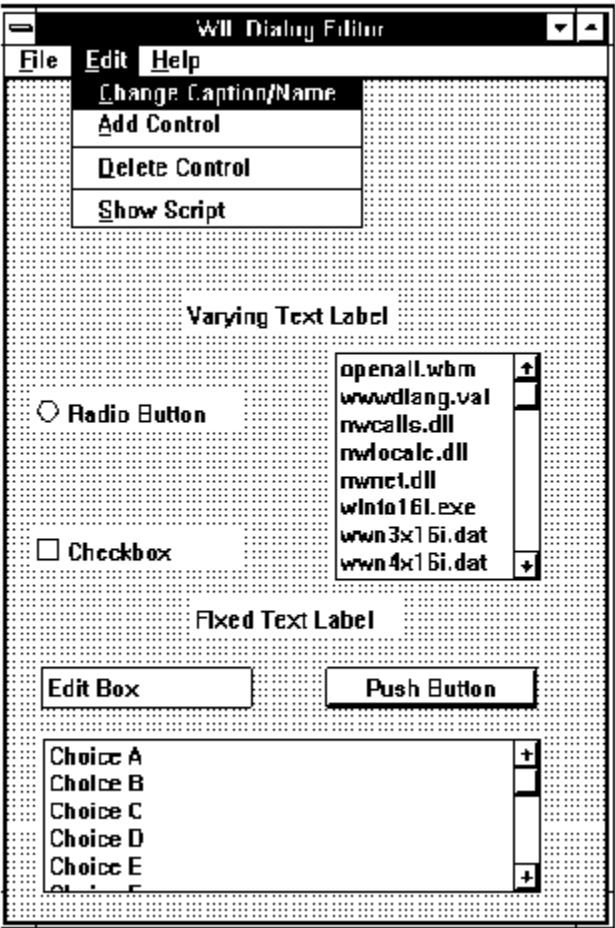 WIL Dialog Editor
File Edit Help
Change Caption/Name
Add Control
Delete Control
Show Script
Varying Text Label
openall.wbm
wwwdlang.val
nwcalls.dll
nwlocale.dll
nwnet.dll
winfo16i.exe
wwn3x16i.dat
wwn4x16i.dat
Radio Button
Checkbox
Fixed Text Label
Edit Box
Push Button
Choice A
Choice B
Choice C
Choice D
Choice E